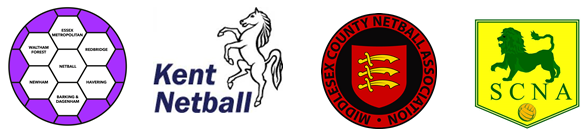 ESSEX
METROPOLITAN
WALTHAM
FOREST
REDBRIDGE
NETBALL
NEWHAM
HAVERING
BARKING &
DAGENHAM
Kent
Netball
MIDDLESEX COUNTY NETBALL ASSOCIATION
SCNA